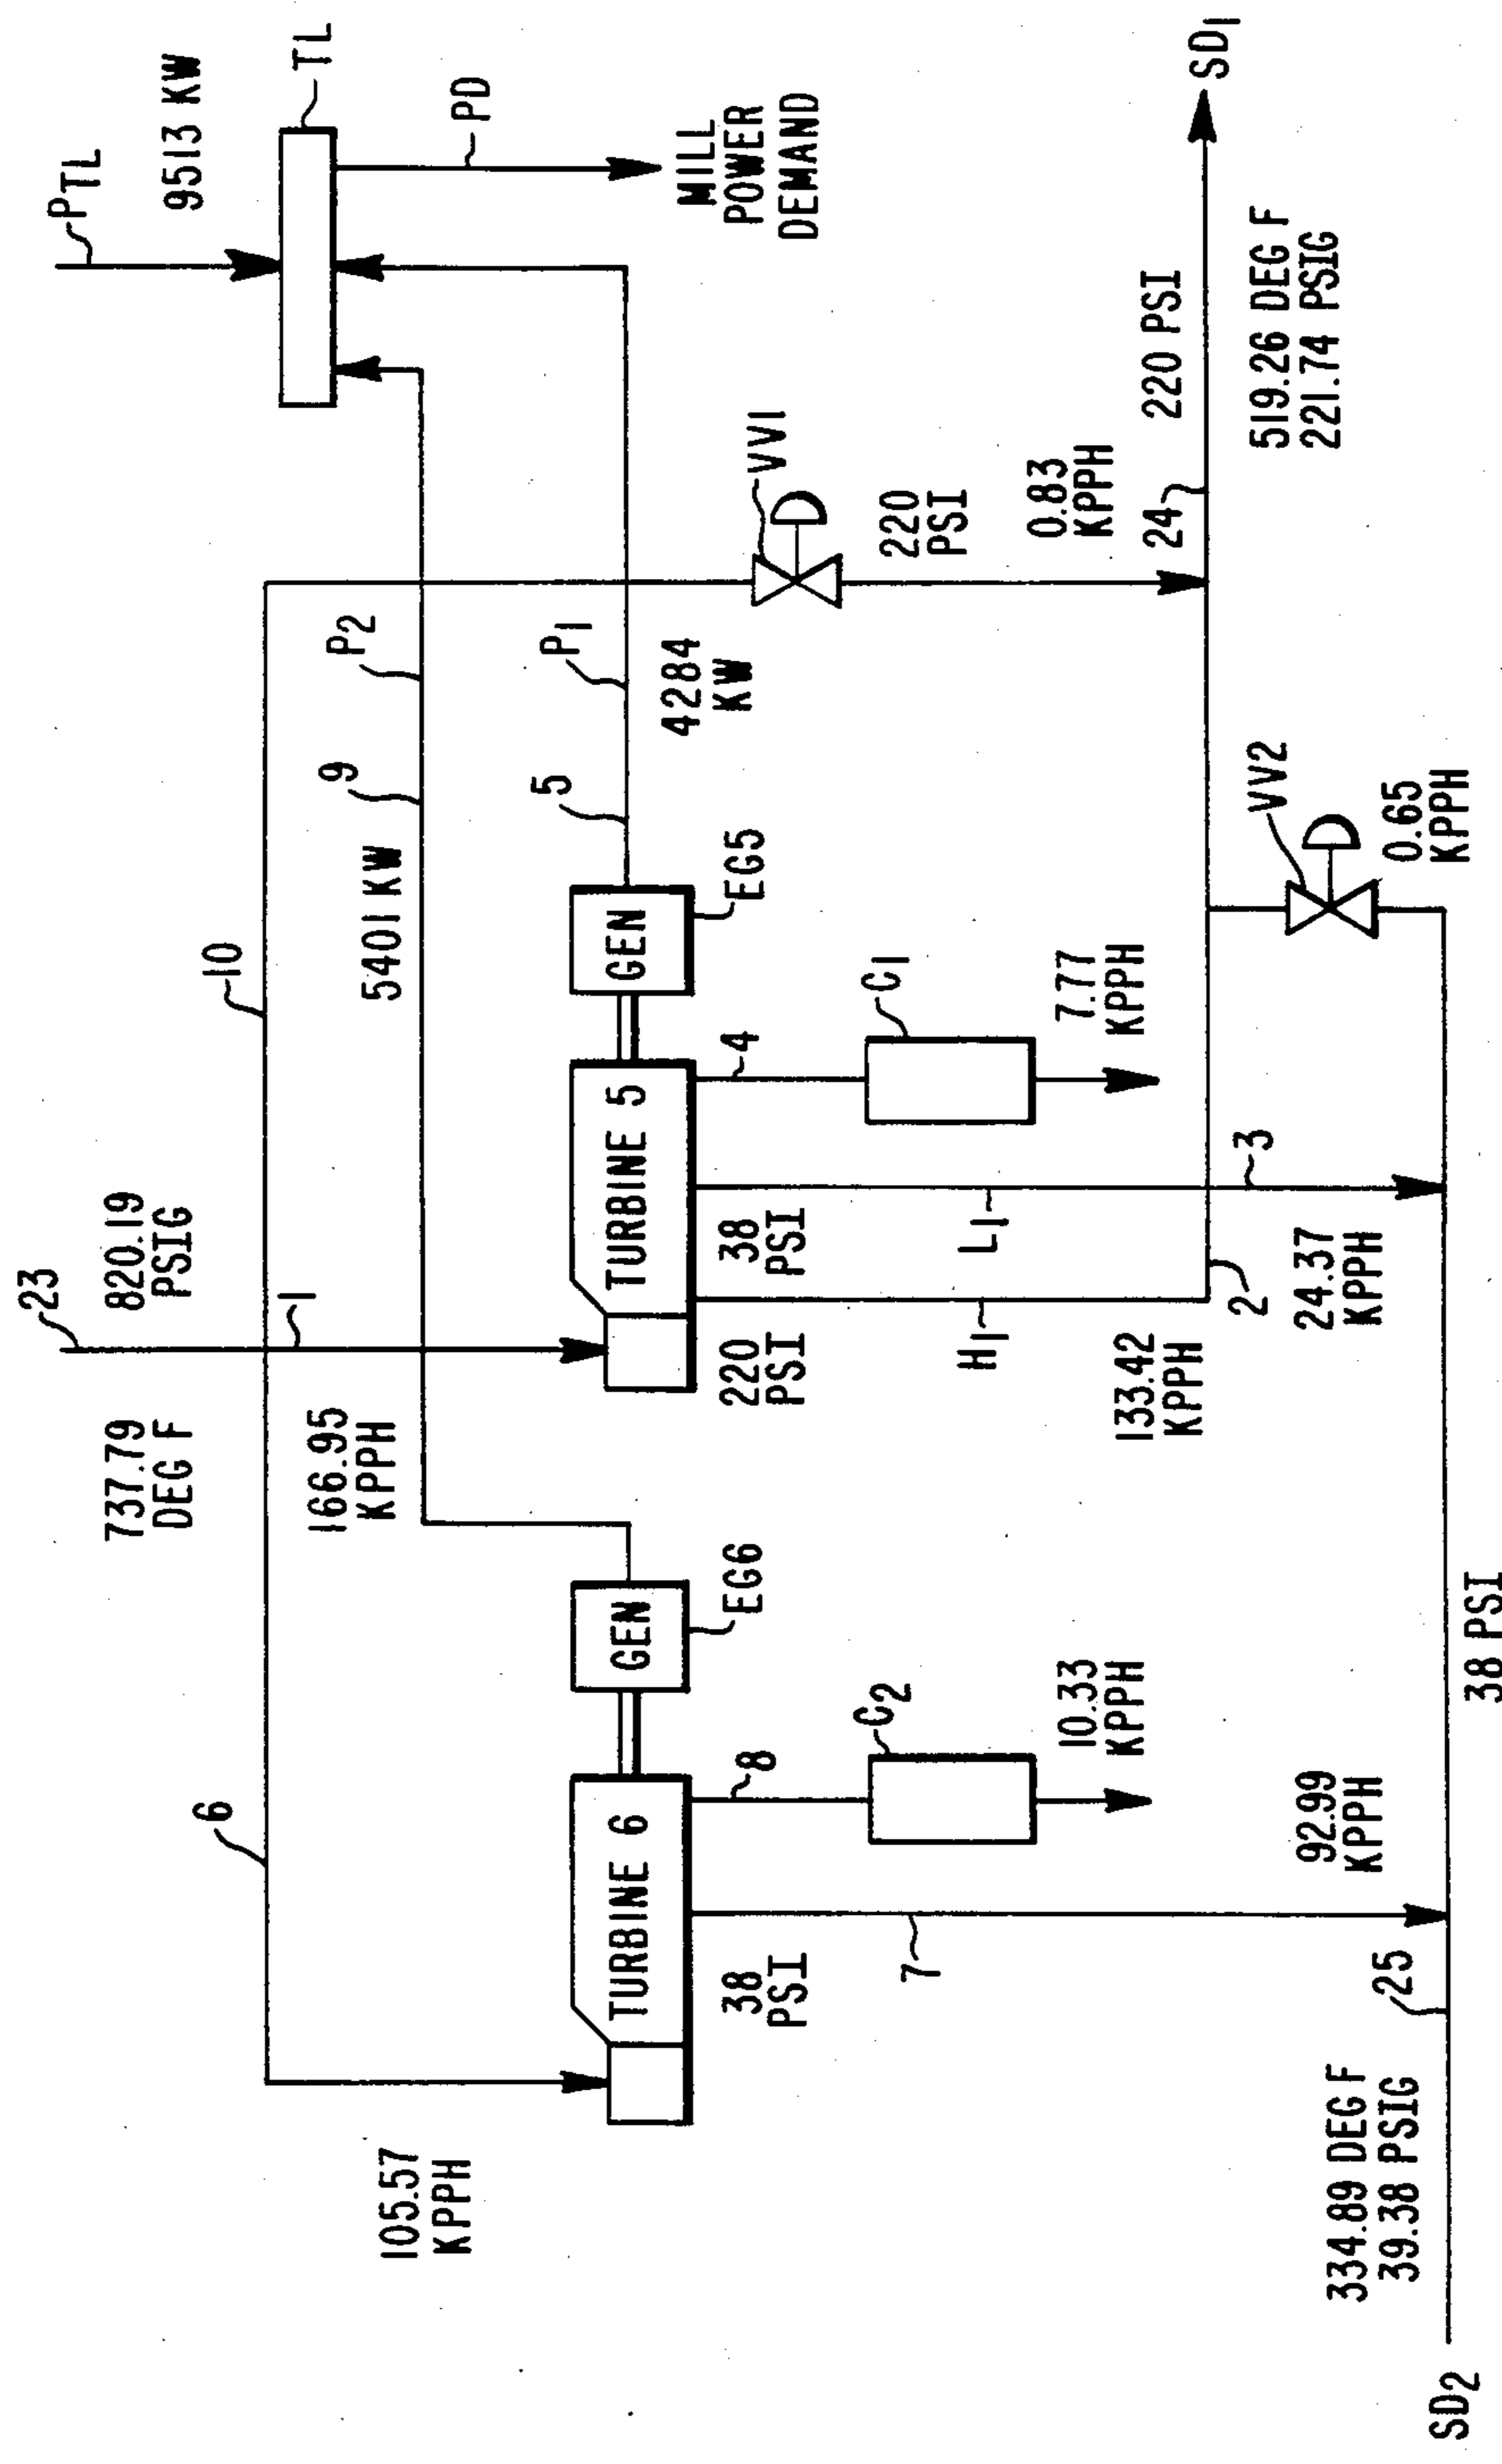 PTL
9513 KW
TL
PD
MILL
POWER
DEMAND
23
820.19
PSIG
737.79
DEG F
1
10
6
9
P2
5401 KW
166.95
KPPH
105.57
KPPH
TURBINE 6
GEN
EG6
TURBINE 5
GEN
EG5
5
P1
4284
KW
VV1
220
PSI
0.83
KPPH
24
220 PSI
SD1
519.26 DEG F
221.74 PSIG
38
PSI
7
8
C2
10.33
KPPH
220
PSI
38
PSI
4
C1
7.77
KPPH
H1
L1
133.42
KPPH
2
3
24.37
KPPH
VV2
0.65
KPPH
92.99
KPPH
25
38 PSI
334.89 DEG F
39.38 PSIG
SD2